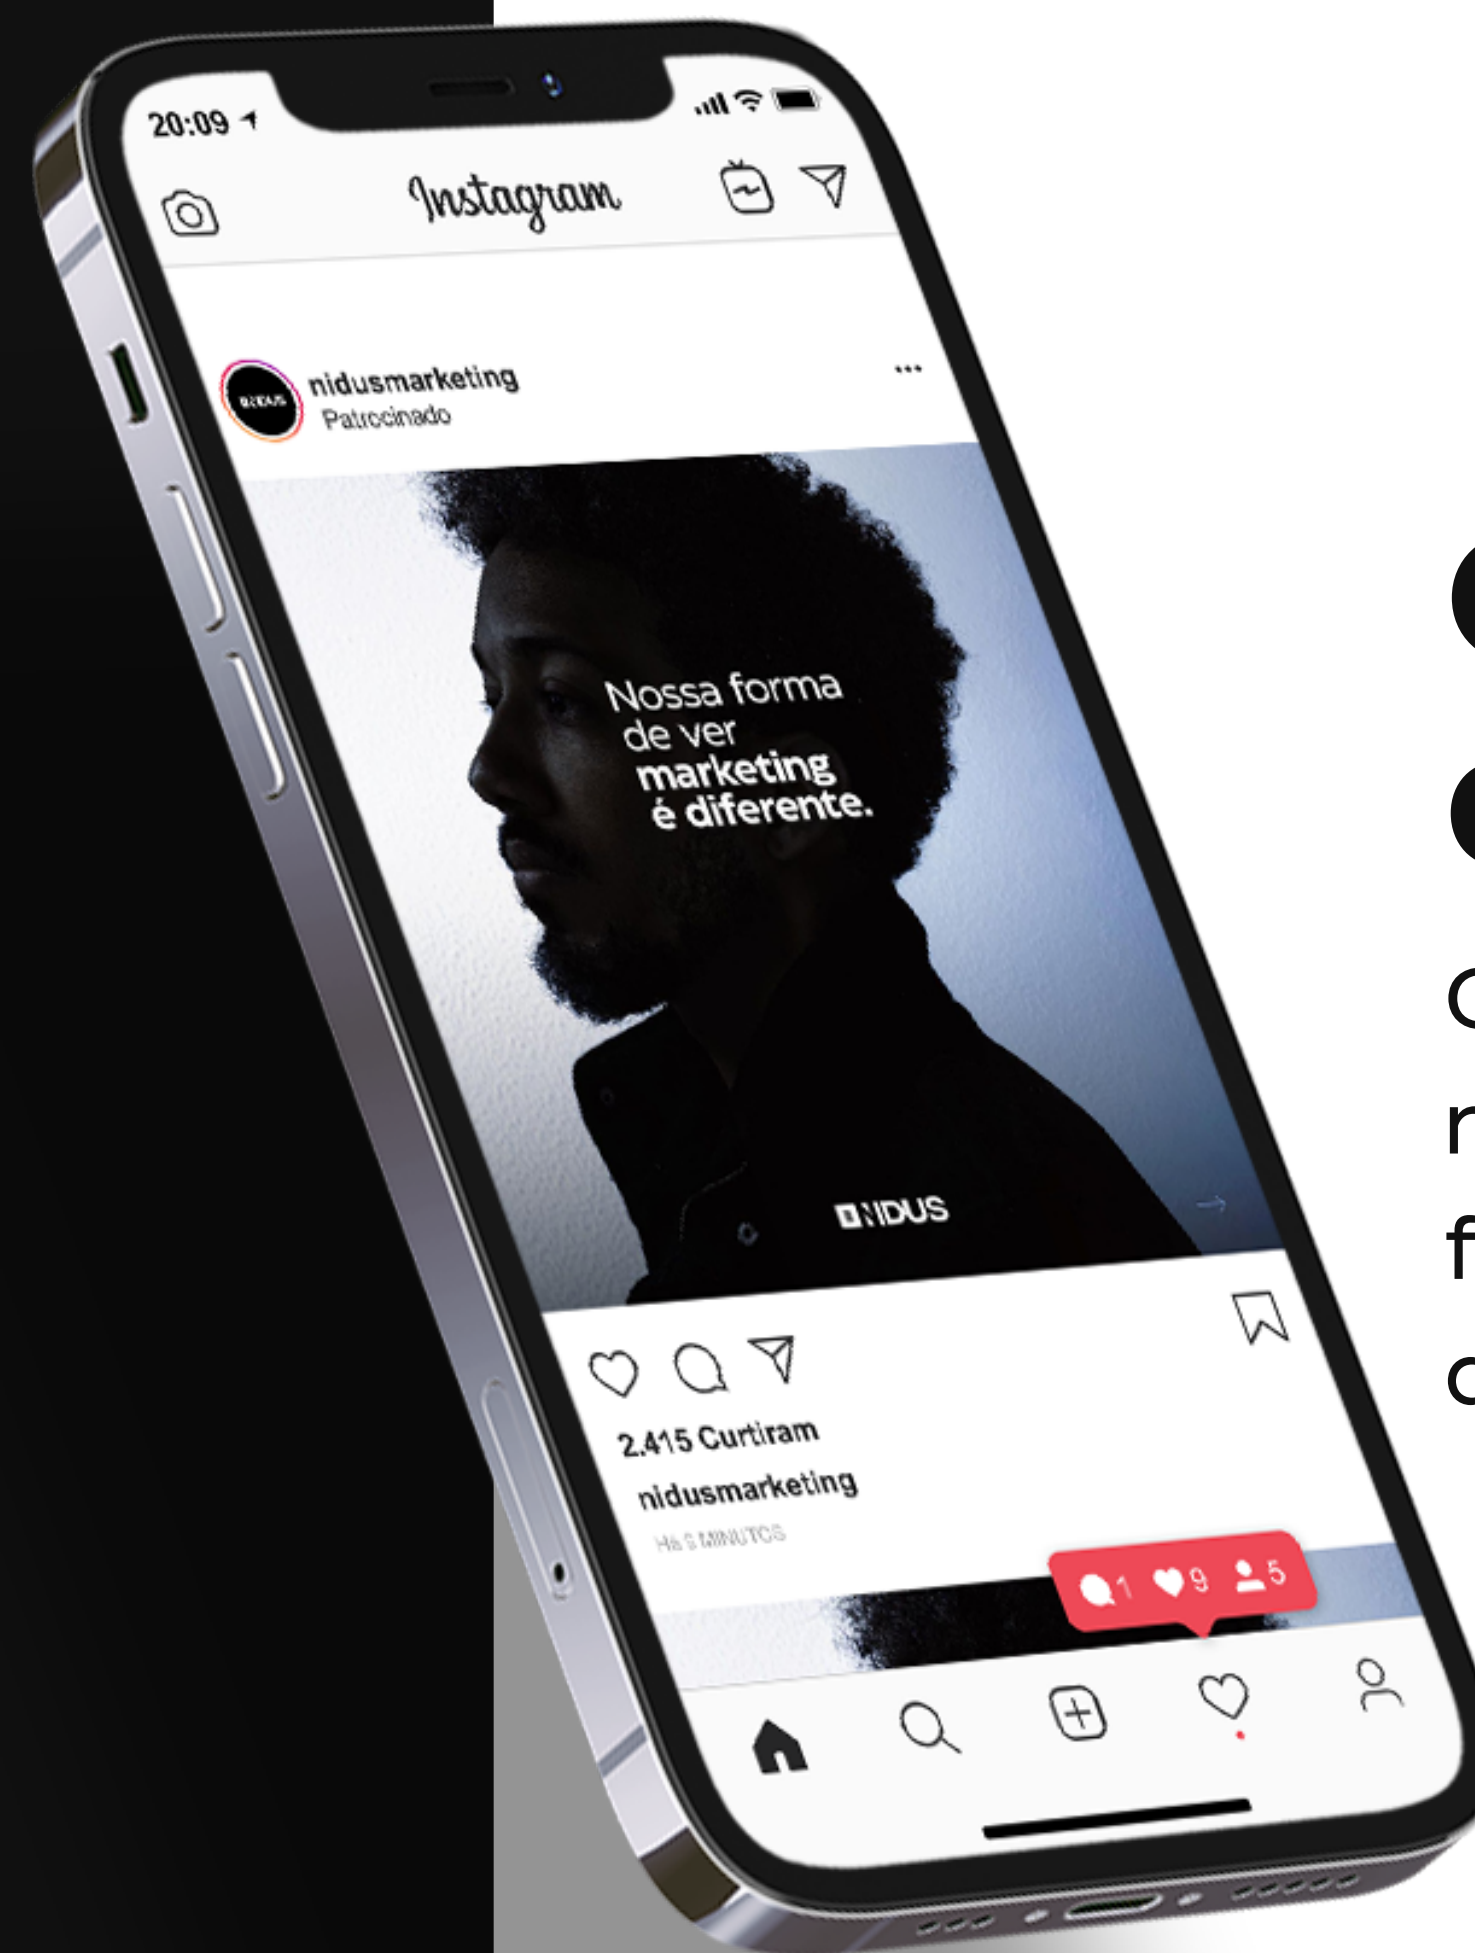 20:09
Instagram
nidusmarketing
Patrocinado
Nossa forma
de ver
marketing
é diferente.
NIDUS
2.415 Curtiram
nidusmarketing
MINUTOS
1 9 5